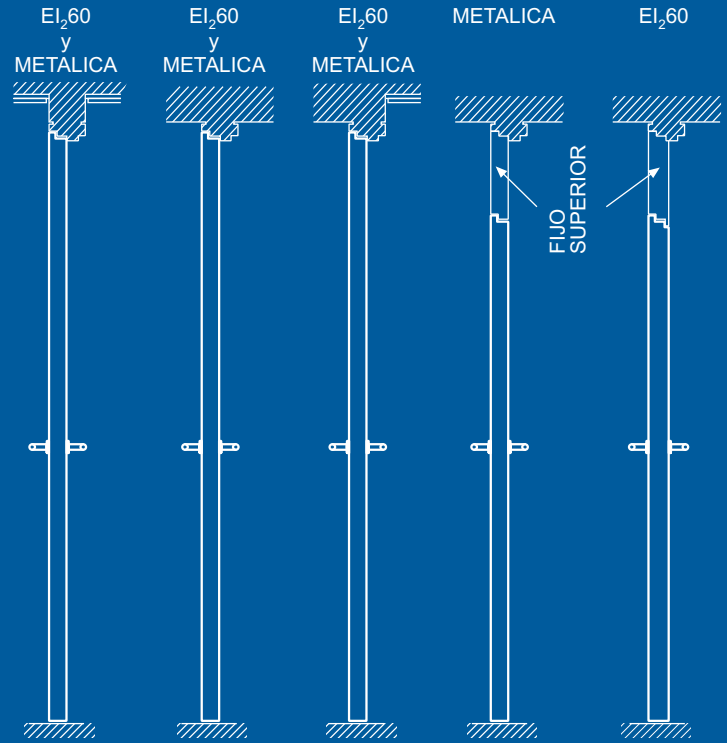 EI₂60
y
METALICA
EI₂60
y
METALICA
EI₂60
y
METALICA
METALICA
EI₂60
FIJO
SUPERIOR